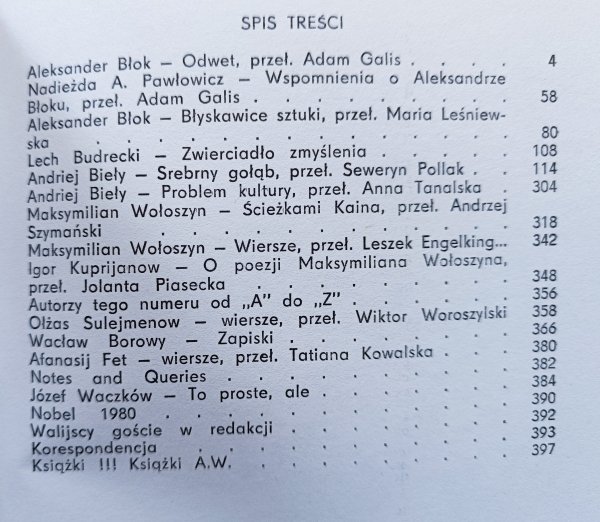 SPIS TREŚCI
Aleksander Błok – Odwet, przeł. Adam Galis . . . . 4
Nadieżda A. Pawłowicz – Wspomnienia o Aleksandrze
Błoku, przeł. Adam Galis . . . . . . . . . 58
Aleksander Błok – Błyskawice sztuki, przeł. Maria Leśniew-
ska . . . . . . . . . . . . . 80
Lech Budrecki – Zwierciadło zmyślenia . . . . . 108
Andriej Bieły – Srebrny gołąb, przeł. Seweryn Pollak . . 114
Andriej Bieły – Problem kultury, przeł. Anna Tanalska . 304
Maksymilian Wołoszyn – Ścieżkami Kaina, przeł. Andrzej
Szymański . . . . . . . . . . . . 318
Maksymilian Wołoszyn – Wiersze, przeł. Leszek Engelking... 342
Igor Kuprijanow – O poezji Maksymiliana Wołoszyna,
przeł. Jolanta Piasecka . . . . . . . . . 348
Autorzy tego numeru od „A” do „Z” . . . . . . 356
Ołżas Sulejmenow – wiersze, przeł. Wiktor Woroszylski 358
Wacław Borowy – Zapiski . . . . . . . . 366
Afanasij Fet – wiersze, przeł. Tatiana Kowalska . . . 380
Notes and Queries . . . . . . . . . . 382
Józef Waczków – To proste, ale . . . . . . . 384
Nobel 1980 . . . . . . . . . . . . 390
Walijscy goście w redakcji . . . . . . . . 392
Korespondencja . . . . . . . . . . . 393
Książki !!! Książki A.W. . . . . . . . . . 397